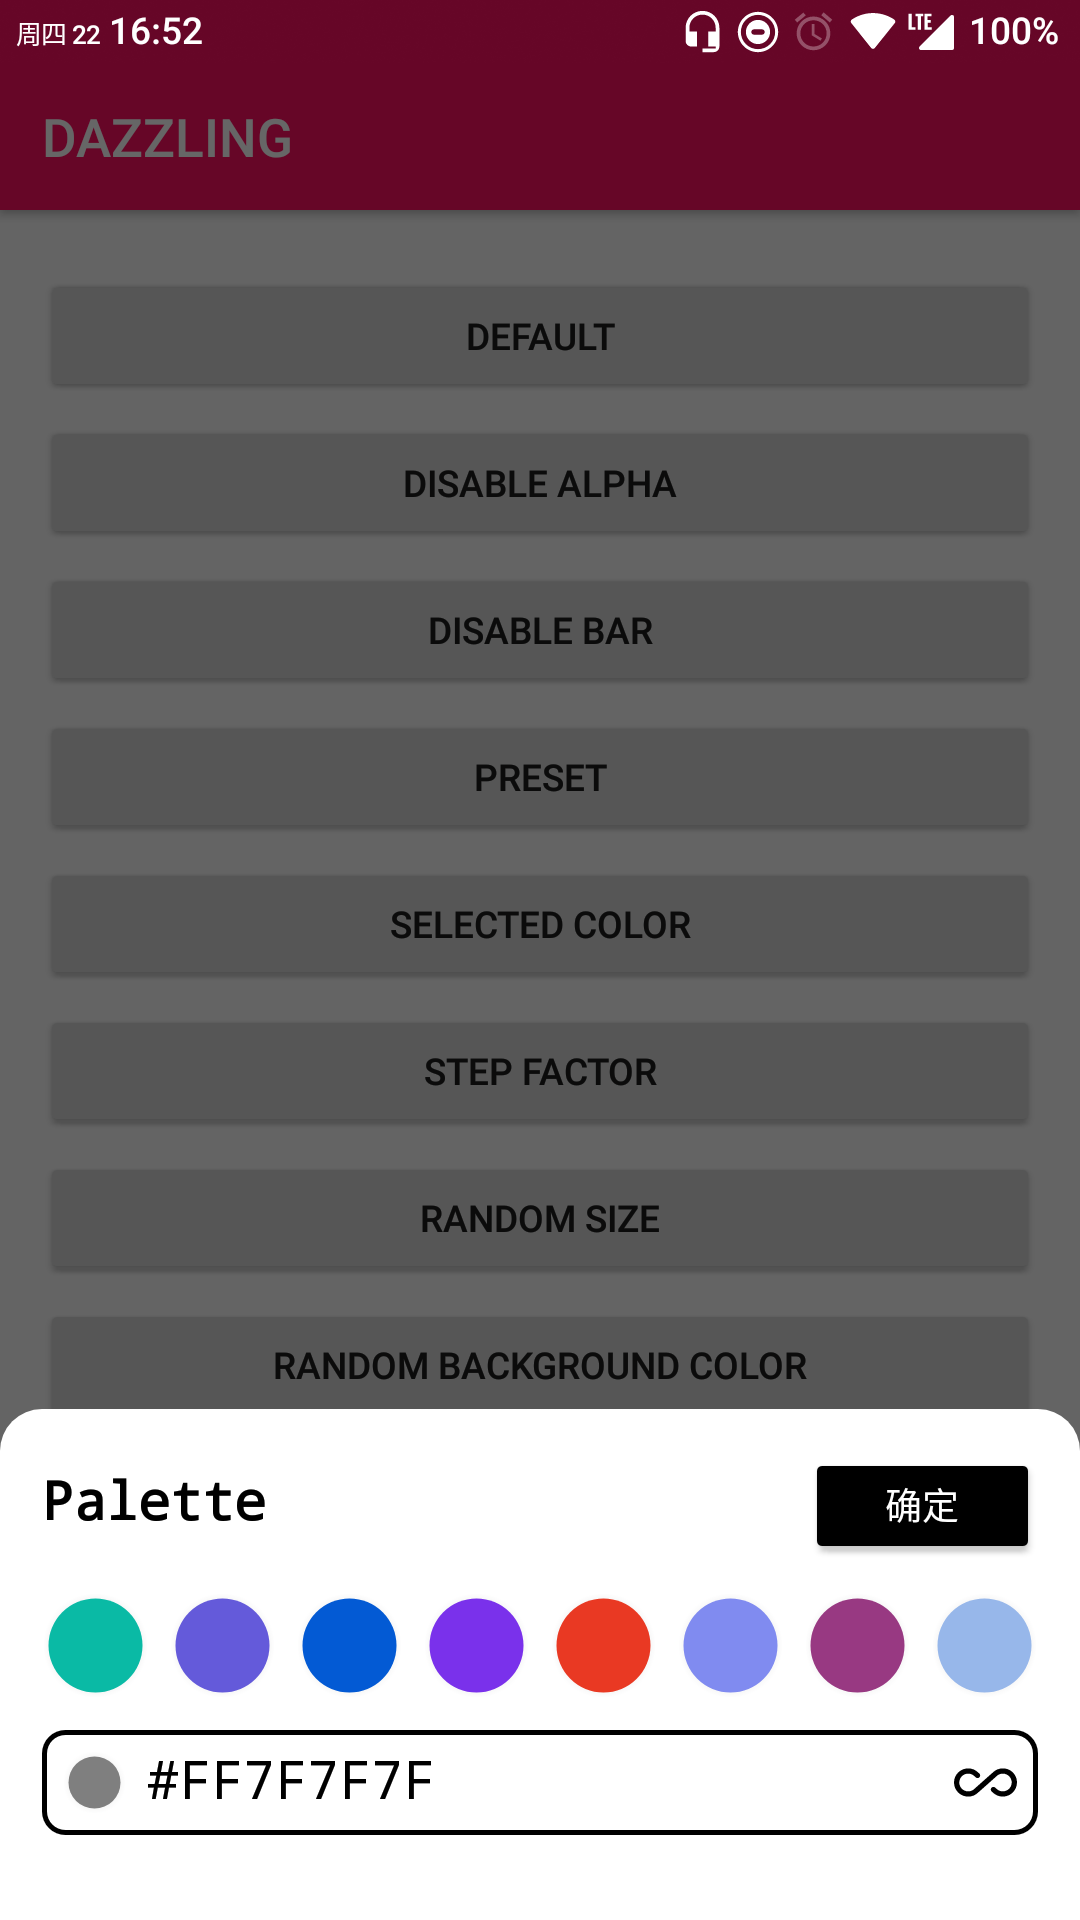 周四 22 16:52 LTE 100%
DAZZLING
DEFAULT
DISABLE ALPHA
DISABLE BAR
PRESET
SELECTED COLOR
STEP FACTOR
RANDOM SIZE
RANDOM BACKGROUND COLOR
Palette 确定
#FF7F7F7F